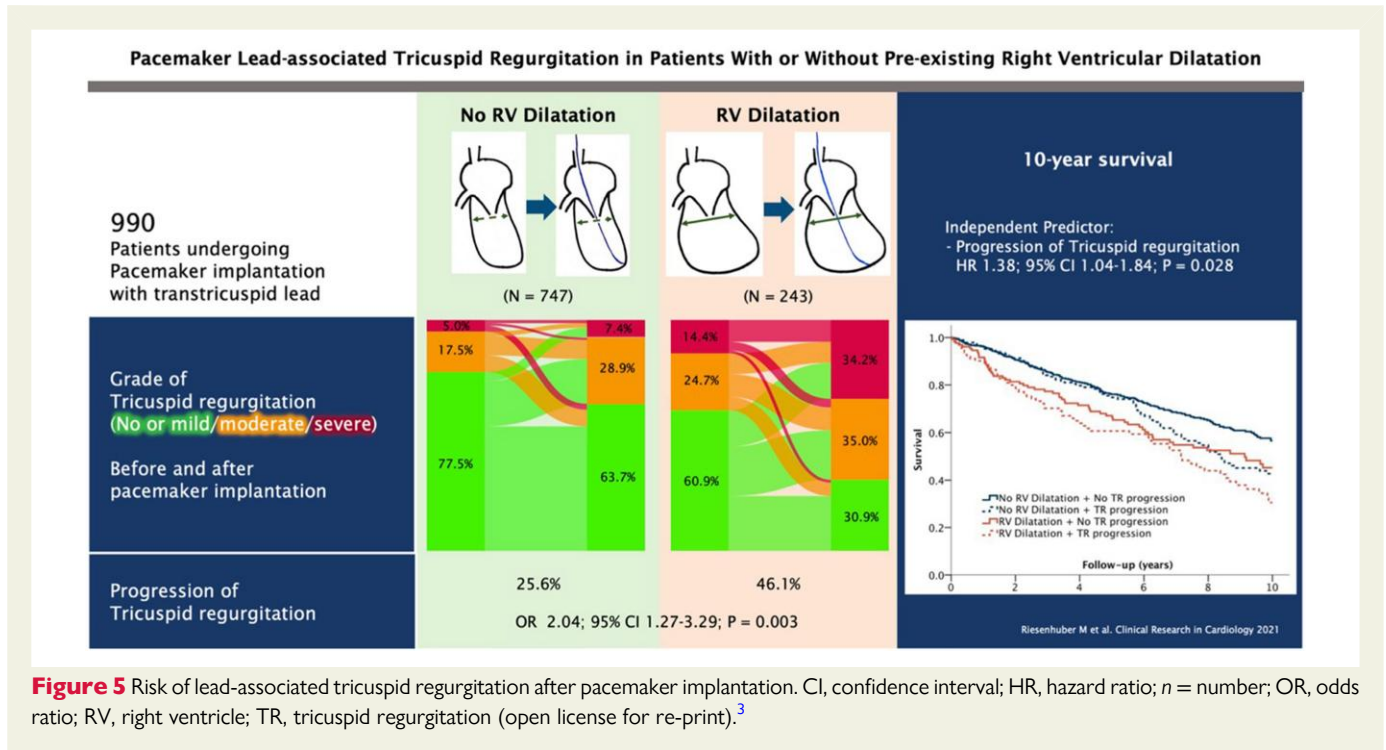 Pacemaker Lead-associated Tricuspid Regurgitation in Patients With or Without Pre-existing Right Ventricular Dilatation
No RV Dilatation
RV Dilatation
990
Patients undergoing
Pacemaker implantation
with transtricuspid lead
(N = 747)
(N = 243)
10-year survival
Independent Predictor:
- Progression of Tricuspid regurgitation
HR 1.38; 95% CI 1.04-1.84; P = 0.028
Grade of
Tricuspid regurgitation
(No or mild/moderate/severe)
Before and after
pacemaker implantation
5.0%
17.5%
77.5%
7.4%
28.9%
63.7%
14.4%
24.7%
60.9%
34.2%
35.0%
30.9%
Survival
1.0
0.8
0.6
0.4
0.2
0.0
No RV Dilatation + No TR progression
No RV Dilatation + TR progression
RV Dilatation + No TR progression
RV Dilatation + TR progression
Follow-up (years)
0 2 4 6 8 10
Progression of
Tricuspid regurgitation
25.6%
46.1%
OR 2.04; 95% CI 1.27-3.29; P = 0.003
Riesenhuber M et al. Clinical Research in Cardiology 2021
Figure 5 Risk of lead-associated tricuspid regurgitation after pacemaker implantation. CI, confidence interval; HR, hazard ratio; n = number; OR, odds
ratio; RV, right ventricle; TR, tricuspid regurgitation (open license for re-print).3